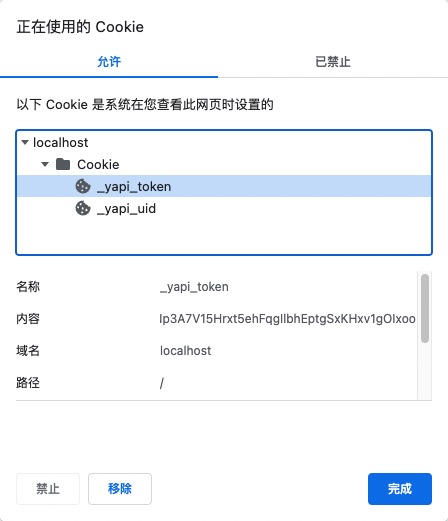 正在使用的 Cookie
允许 已禁止
以下 Cookie 是系统在您查看此网页时设置的
localhost
Cookie
_yapi_token
_yapi_uid
名称 _yapi_token
内容 Ip3A7V15Hrxt5ehFqgIlbhEptgSxKHxv1gOIxoo
域名 localhost
路径 /
禁止 移除 完成